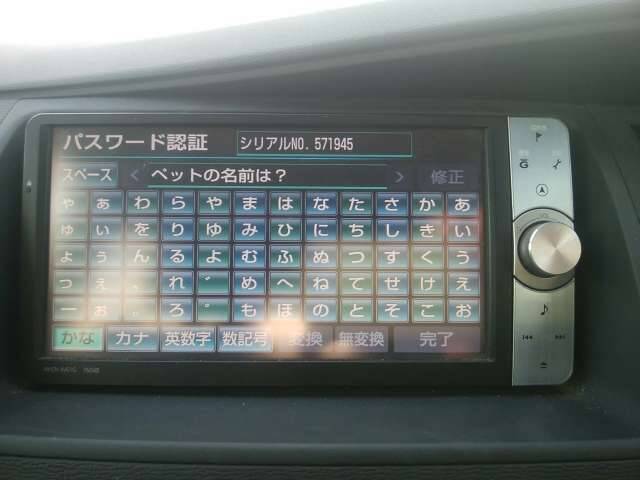 パスワード認証 シリアルNO. 571945
スペース < ペットの名前は？ > 修正
ゃ ぁ わ ら や ま は な た さ か あ
ゅ ぃ を り ゆ み ひ に ち し き い
ょ ぅ ん る よ む ふ ぬ つ す く う
っ ぇ 、 れ ゛ め へ ね て せ け え
ー ぉ 。 ろ ゜ も ほ の と そ こ お
かな カナ 英数字 数記号 変換 無変換 完了